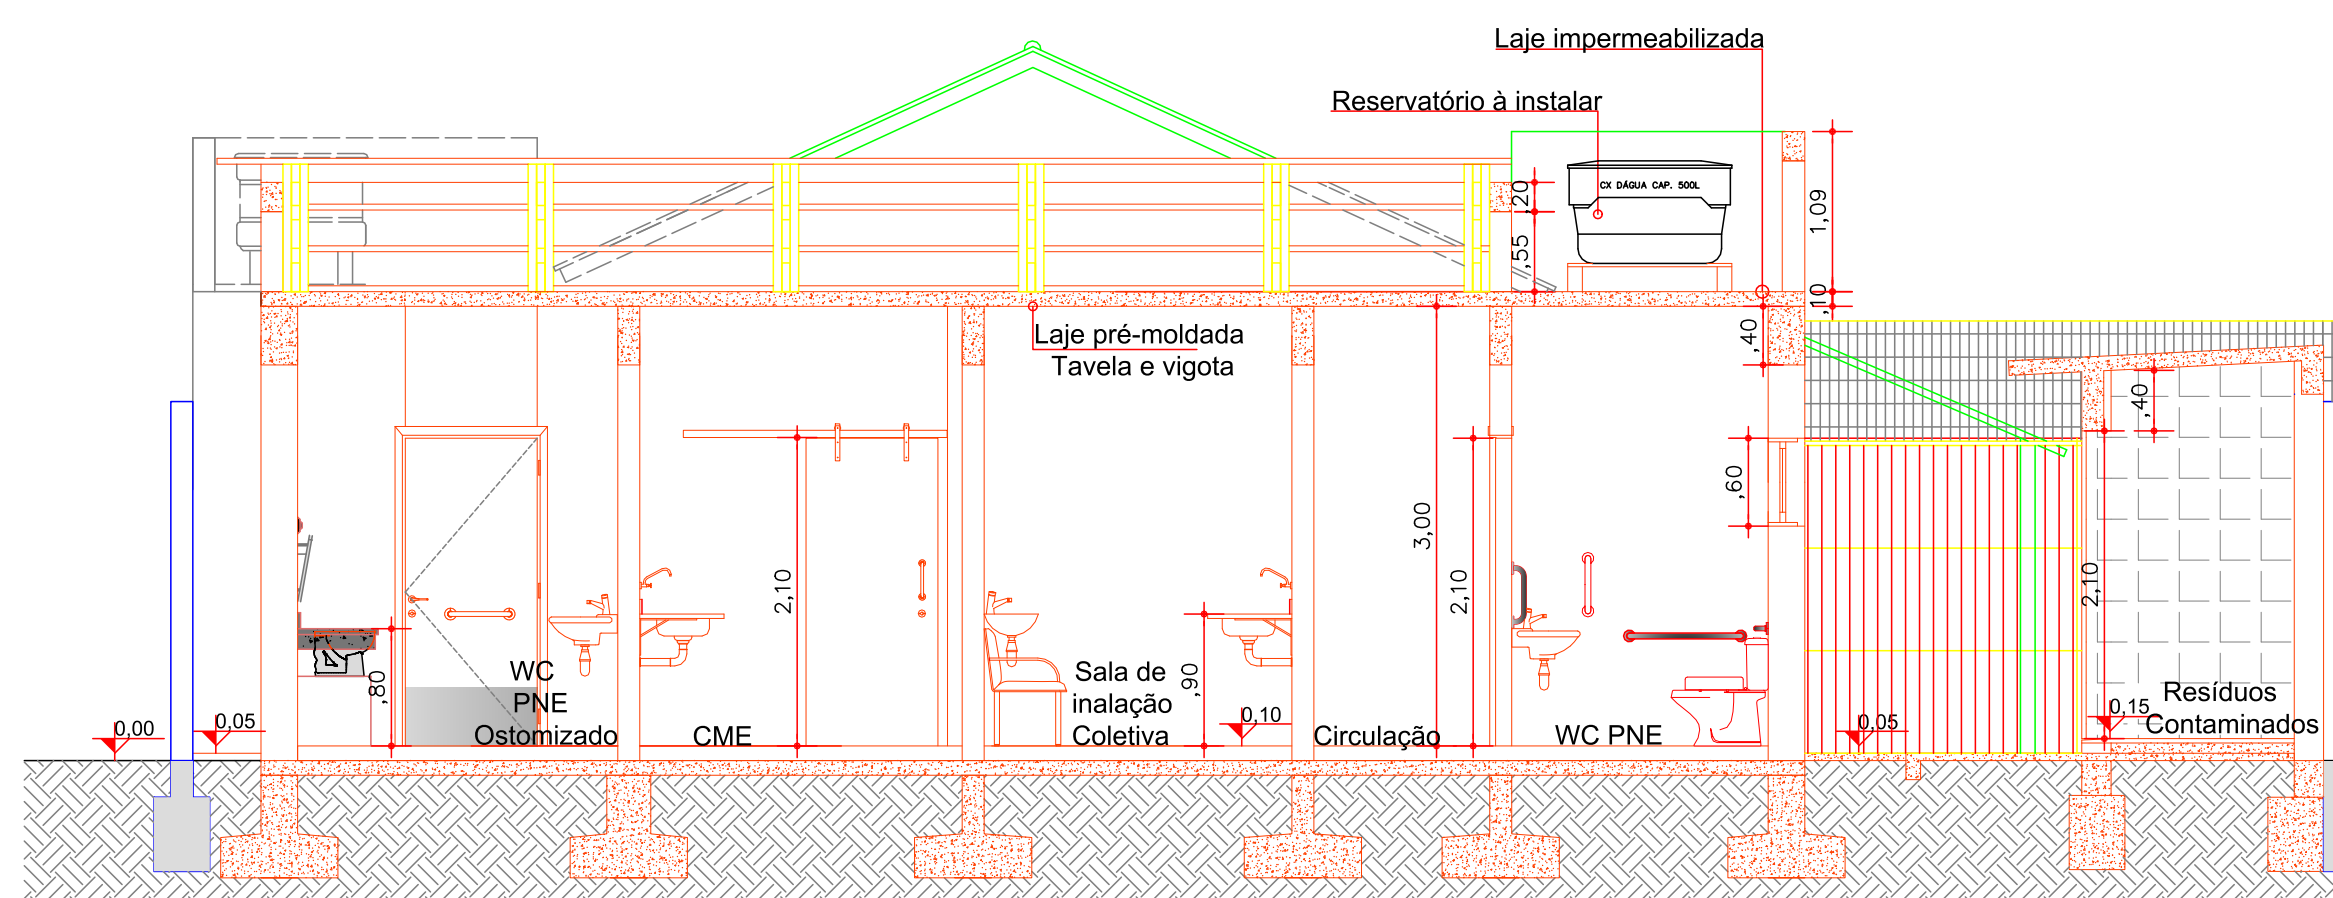 Laje impermeabilizada
Reservatório à instalar
CX DÁGUA CAP. 500L
,20
,55
1,09
,10
Laje pré-moldada
Tavela e vigota
,40
,40
,60
3,00
2,10
2,10
2,10
,80
,90
WC
PNE
Ostomizado
CME
Sala de
inalação
Coletiva
Circulação
WC PNE
Resíduos
Contaminados
0,00
0,05
0,10
0,05
0,15